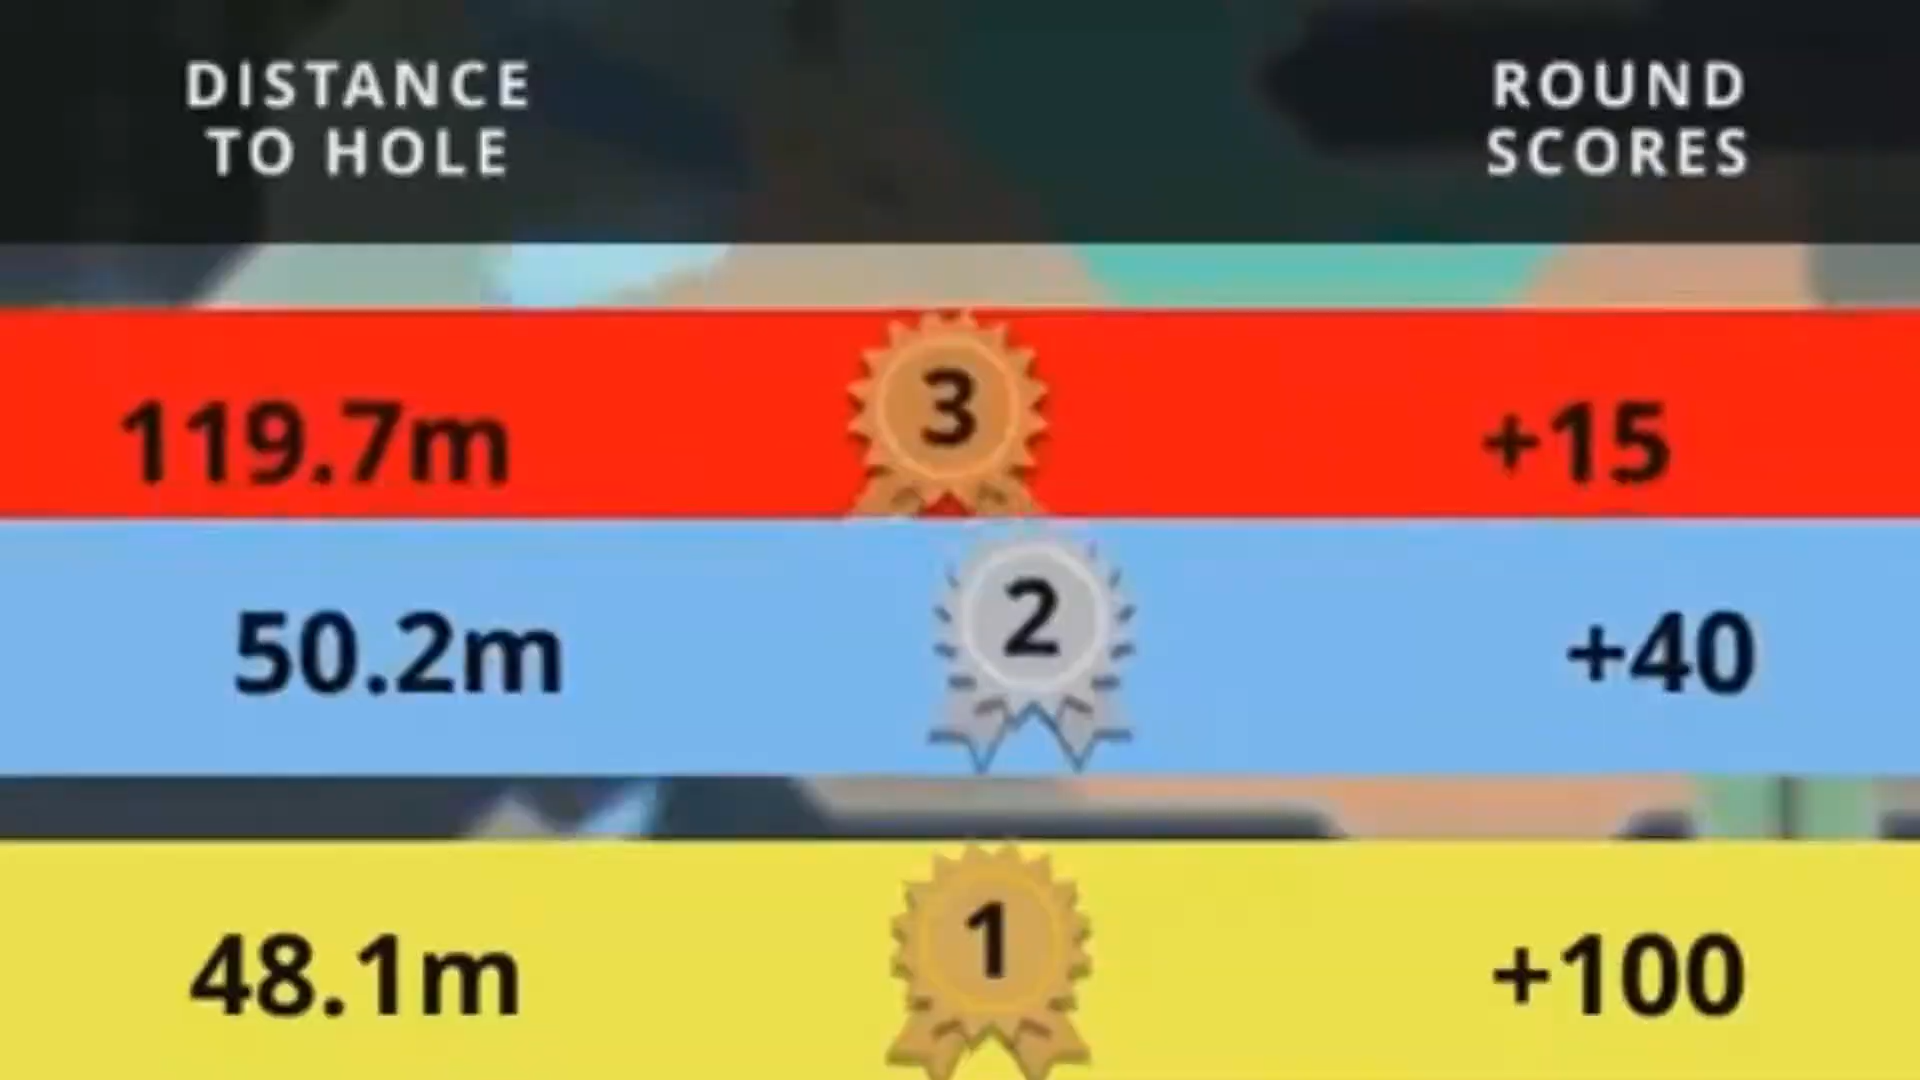 DISTANCE
TO HOLE
ROUND
SCORES
119.7m 3 +15
50.2m 2 +40
48.1m 1 +100